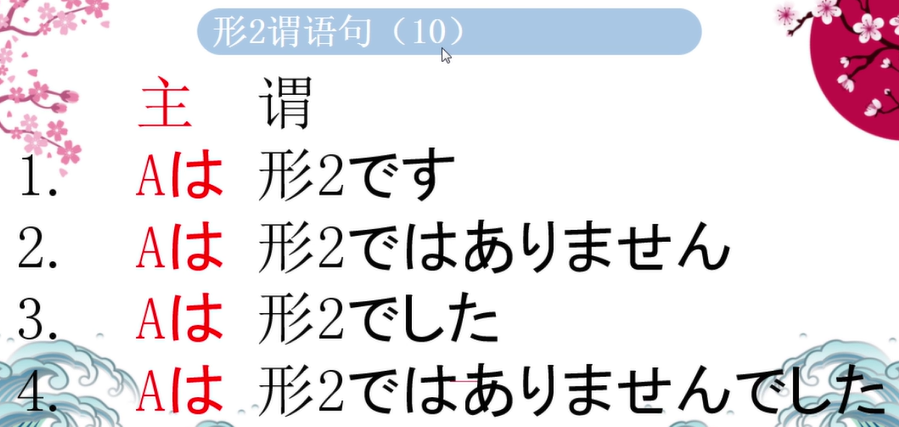 形2谓语句（10）
主 谓
1. Aは 形2です
2. Aは 形2ではありません
3. Aは 形2でした
4. Aは 形2ではありませんでした